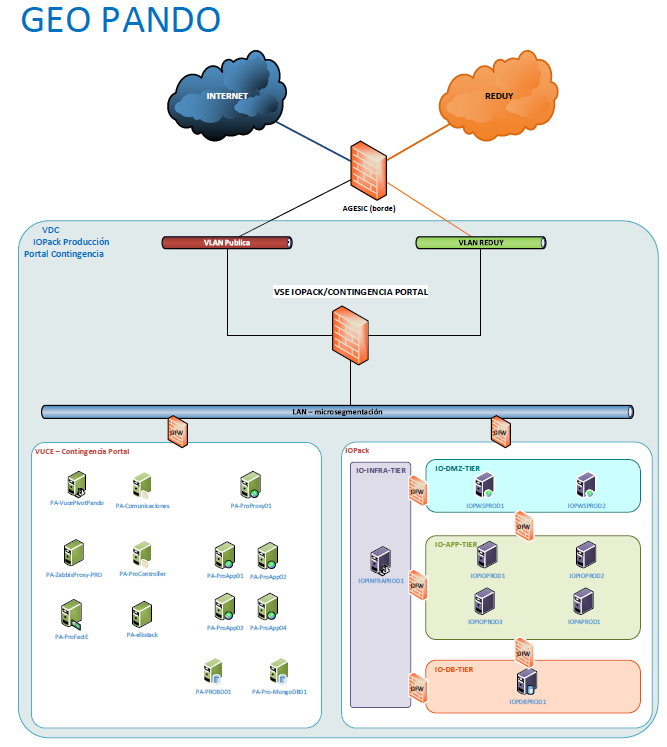 GEO PANDO
INTERNET
REDUY
AGESIC (borde)
VDC
IOPack Producción
Portal Contingencia
VLAN Publica
VLAN REDUY
VSE IOPACK/CONTINGENCIA PORTAL
LAN – microsegmentación
DFW
DFW
VUCE – Contingencia Portal
PA-VucePivotPando
PA-Comunicaciones
PA-ProProxy01
PA-ZabbixProxy-PRO
PA-ProController
PA-ProApp01
PA-ProApp02
PA-ProFactE
PA-elkstack
PA-ProApp03
PA-ProApp04
PA-PROBD01
PA-Pro-MongoDB01
IOPack
IO-INFRA-TIER
IOPINFRAPROD1
DFW
IO-DMZ-TIER
IOPWSPROD1
IOPWSPROD2
DFW
DFW
IO-APP-TIER
IOPIOPROD1
IOPIOPROD2
IOPIOPROD3
IOPAPROD1
DFW
DFW
IO-DB-TIER
IOPDBPROD1